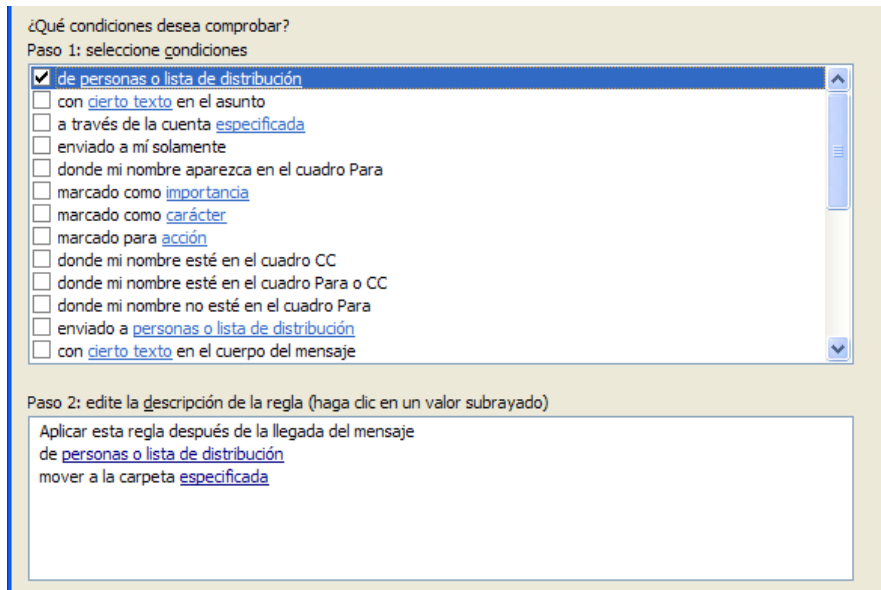 ¿Qué condiciones desea comprobar?
Paso 1: seleccione condiciones
de personas o lista de distribución
con cierto texto en el asunto
a través de la cuenta especificada
enviado a mí solamente
donde mi nombre aparezca en el cuadro Para
marcado como importancia
marcado como carácter
marcado para acción
donde mi nombre esté en el cuadro CC
donde mi nombre esté en el cuadro Para o CC
donde mi nombre no esté en el cuadro Para
enviado a personas o lista de distribución
con cierto texto en el cuerpo del mensaje
Paso 2: edite la descripción de la regla (haga clic en un valor subrayado)
Aplicar esta regla después de la llegada del mensaje
de personas o lista de distribución
mover a la carpeta especificada